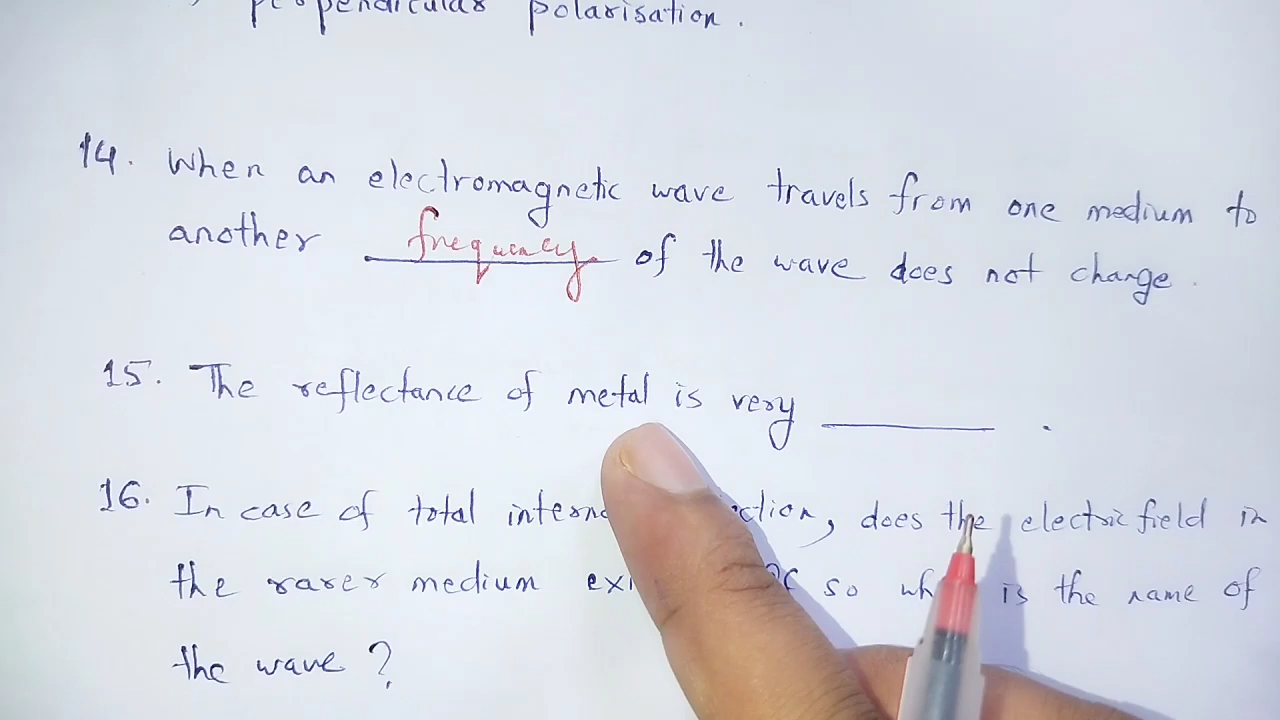 perpendicular polarisation.
14. When an electromagnetic wave travels from one medium to
another frequency of the wave does not change.
15. The reflectance of metal is very ______ .
16. In case of total does the electric field in
the rarer medium so is the name of
the wave ?